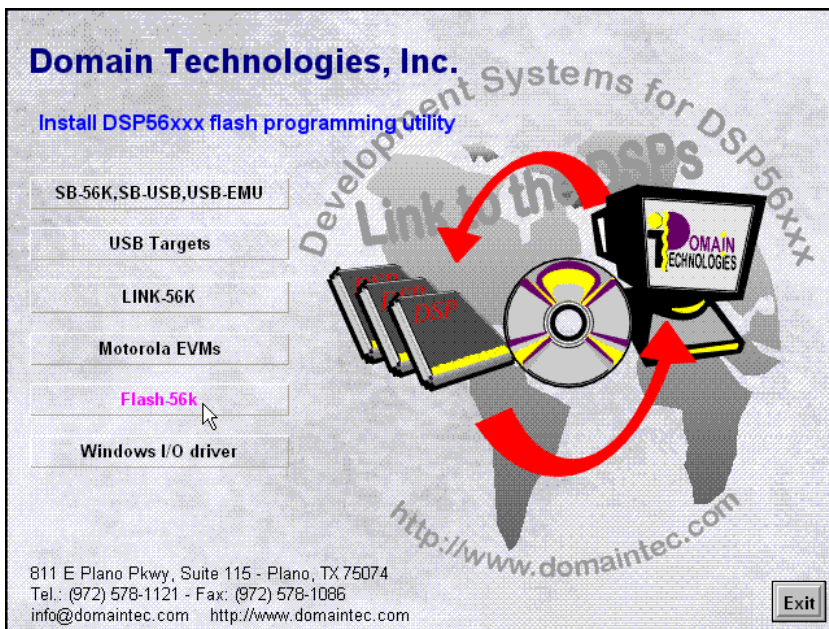 Domain Technologies, Inc.
Install DSP56xxx flash programming utility
Development Systems for DSP56xxx
Link to the DSPs
SB-56K,SB-USB,USB-EMU
USB Targets
LINK-56K
Motorola EVMs
Flash-56k
Windows I/O driver
DSP
DSP
DSP
DOMAIN
TECHNOLOGIES
http://www.domaintec.com
811 E Plano Pkwy, Suite 115 - Plano, TX 75074
Tel.: (972) 578-1121 - Fax: (972) 578-1086
info@domaintec.com http://www.domaintec.com
Exit